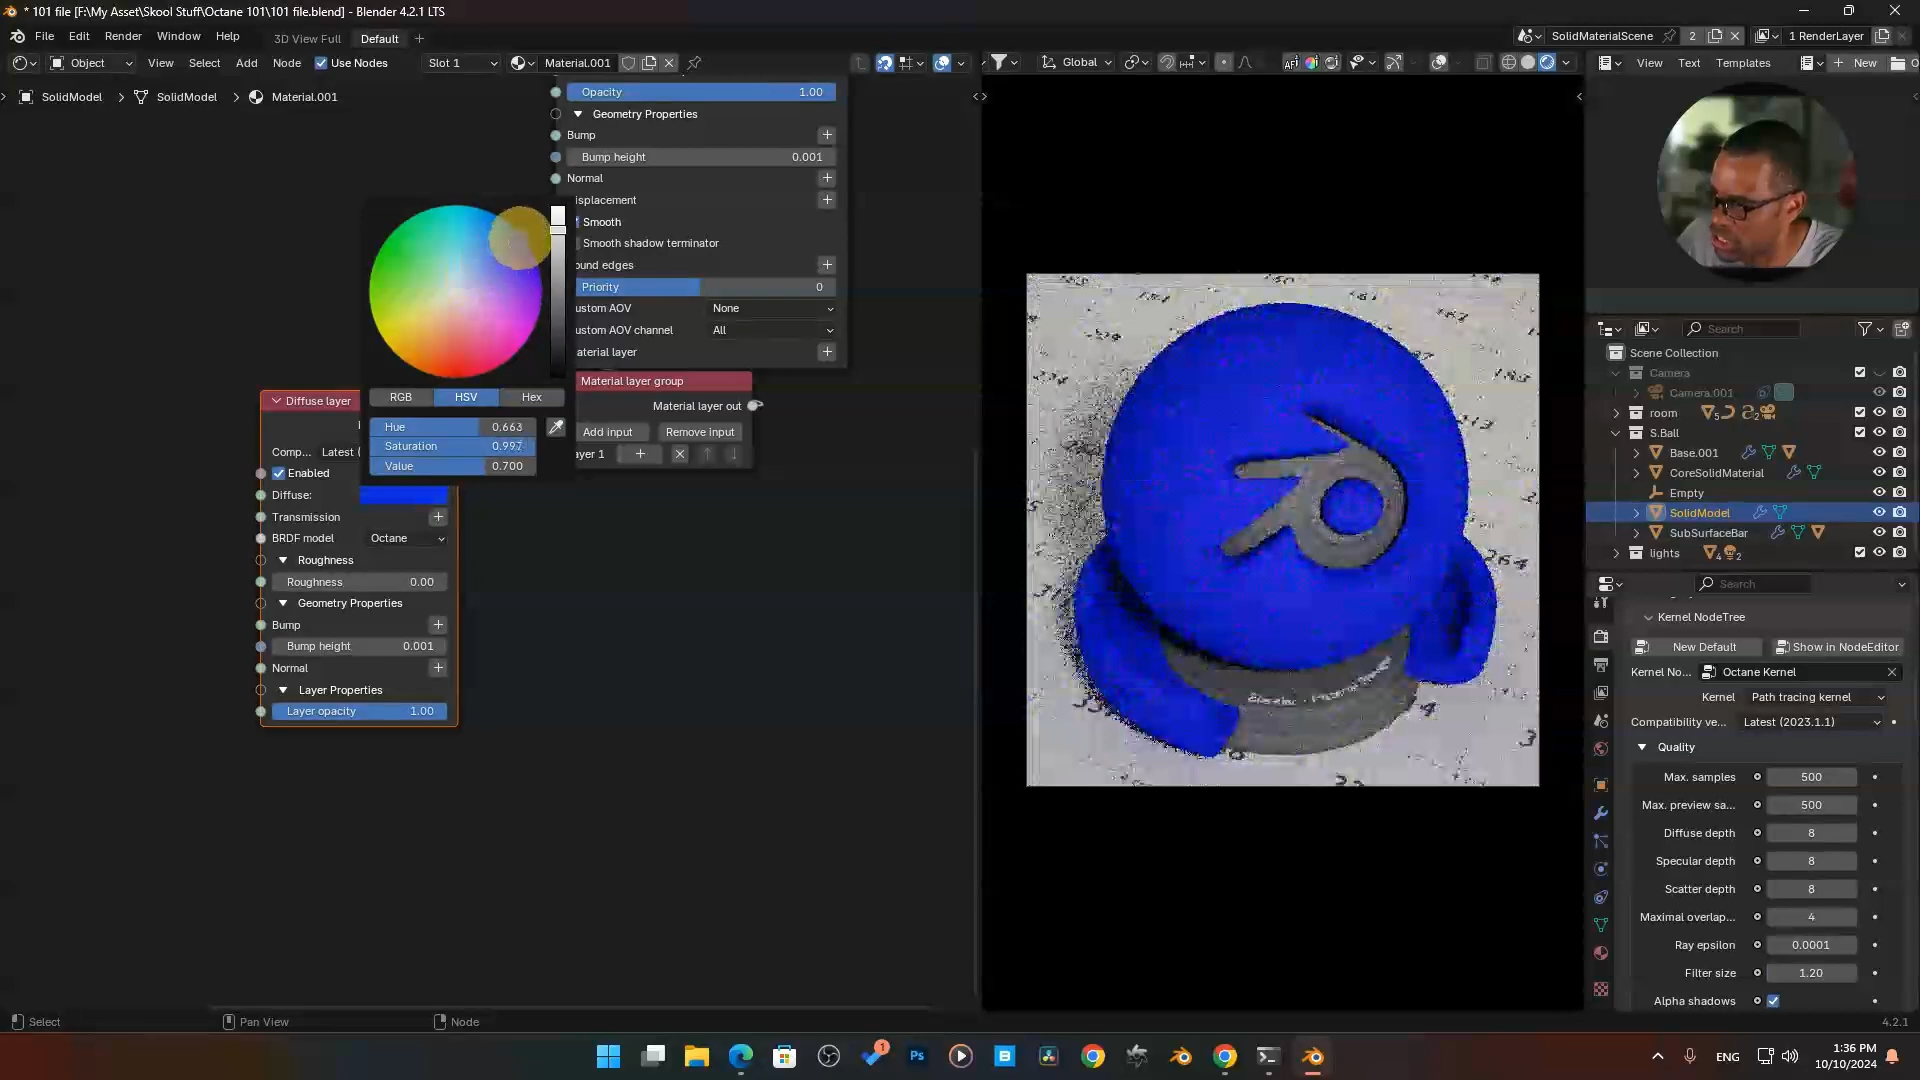 * 101 file [F:\My Asset\Skool Stuff\Octane 101\101 file.blend] - Blender 4.2.1 LTS
File Edit Render Window Help 3D View Full Default
SolidMaterialScene 2 1 RenderLayer
Object View Select Add Node Use Nodes Slot 1 Material.001
Global
View Text Templates New
SolidModel > SolidModel > Material.001
Opacity 1.00
Geometry Properties
Bump
Bump height 0.001
Normal
isplacement
Smooth
Smooth shadow terminator
ound edges
Priority 0
ustom AOV None
ustom AOV channel All
aterial layer
Material layer group
Material layer out
Add input Remove input
ayer 1
RGB HSV Hex
Hue 0.663
Saturation 0.997
Value 0.700
Diffuse layer
Comp... Latest (
Enabled
Diffuse:
Transmission
BRDF model Octane
Roughness
Roughness 0.00
Geometry Properties
Bump
Bump height 0.001
Normal
Layer Properties
Layer opacity 1.00
Search
Scene Collection
Camera
Camera.001
room 5 2
S.Ball
Base.001
CoreSolidMaterial
Empty
SolidModel
SubSurfaceBar
lights 4 2
Search
Kernel NodeTree
New Default Show in NodeEditor
Kernel No... Octane Kernel
Kernel Path tracing kernel
Compatibility ve... Latest (2023.1.1)
Quality
Max. samples 500
Max. preview sa... 500
Diffuse depth 8
Specular depth 8
Scatter depth 8
Maximal overlap... 4
Ray epsilon 0.0001
Filter size 1.20
Alpha shadows
Select Pan View Node 4.2.1
1
Ps
ENG
1:36 PM
10/10/2024